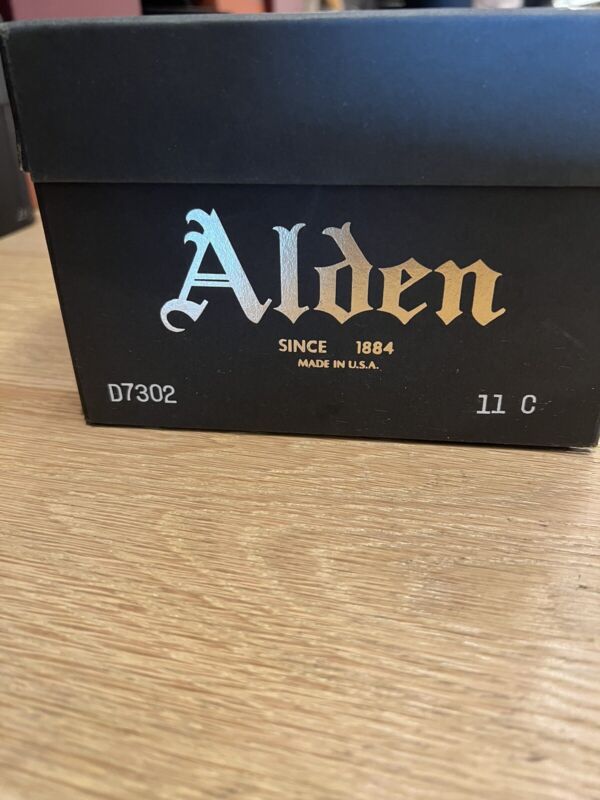 Alden
SINCE 1884
MADE IN U.S.A.
D7302 11 C